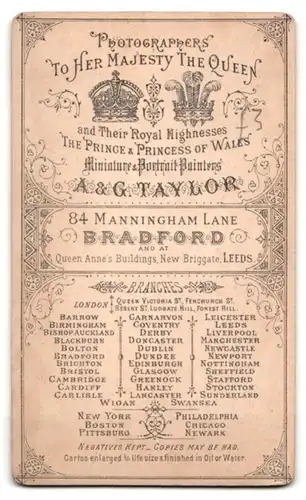 PHOTOGRAPHERS
TO HER MAJESTY THE QUEEN
73
and Their Royal Highnesses
THE PRINCE & PRINCESS OF WALES
Miniature & Portrait Painters
A & G. TAYLOR
84 MANNINGHAM LANE
BRADFORD
AND AT
Queen Anne's Buildings, New Briggate, LEEDS.
BRANCHES
LONDON { QUEEN VICTORIA ST, FENCHURCH ST.
REGENT ST. LUDGATE HILL, FOREST HILL.
BARROW CARNARVON LEICESTER
BIRMINGHAM COVENTRY LEEDS
BISHOP AUCKLAND DERBY LIVERPOOL
BLACKBURN DONCASTER MANCHESTER
BOLTON DUBLIN NEWCASTLE
BRADFORD DUNDEE NEWPORT
BRIGHTON EDINBURGH NOTTINGHAM
BRISTOL GLASGOW SHEFFIELD
CAMBRIDGE GREENOCK STAFFORD
CARDIFF HANLEY STOCKTON
CARLISLE LANCASTER SUNDERLAND
WIGAN & SWANSEA
NEW YORK PHILADELPHIA
BOSTON CHICAGO
PITTSBURG NEWARK
NEGATIVES KEPT_ COPIES MAY BE HAD.
Cartes enlarged to life size & finished in Oil or Water.